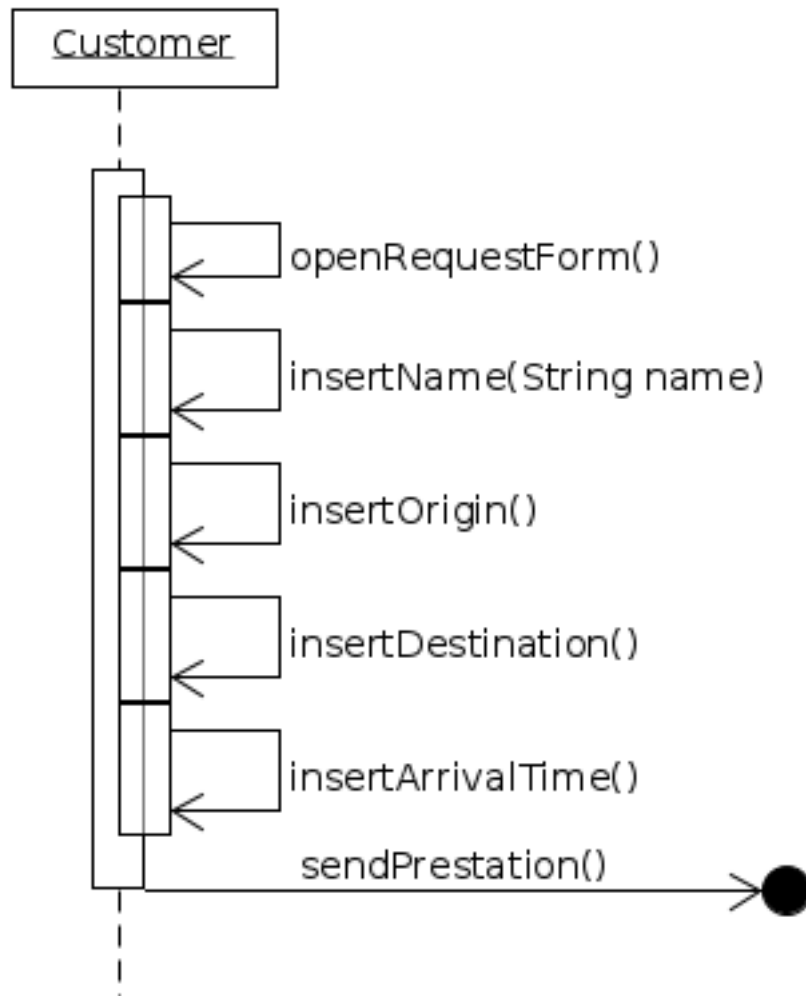 Customer
openRequestForm()
insertName(String name)
insertOrigin()
insertDestination()
insertArrivalTime()
sendPrestation()